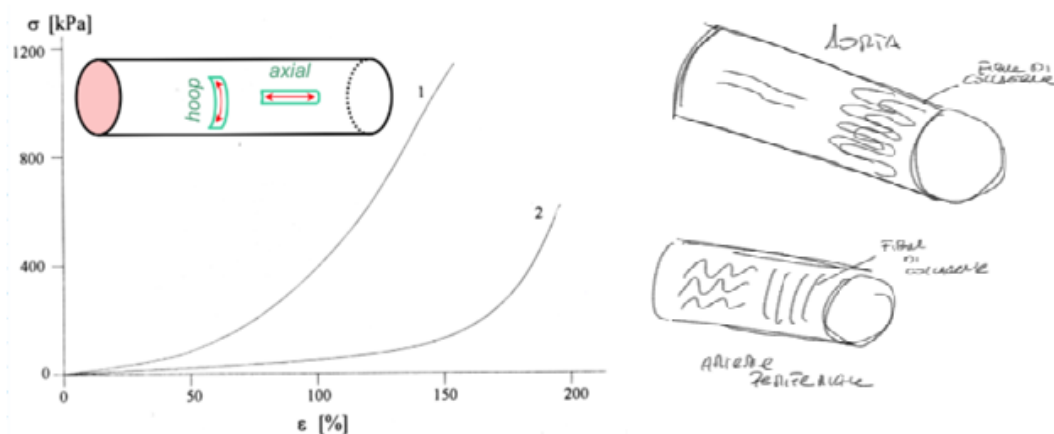 σ [kPa]
1200
800
400
0
0
50
100
150
200
ε [%]
hoop
axial
1
2
AORTA
FIBRE DI
COLLAGENE
FIBRE
DI
COLLAGENE
ARTERIE
PERIFERICHE